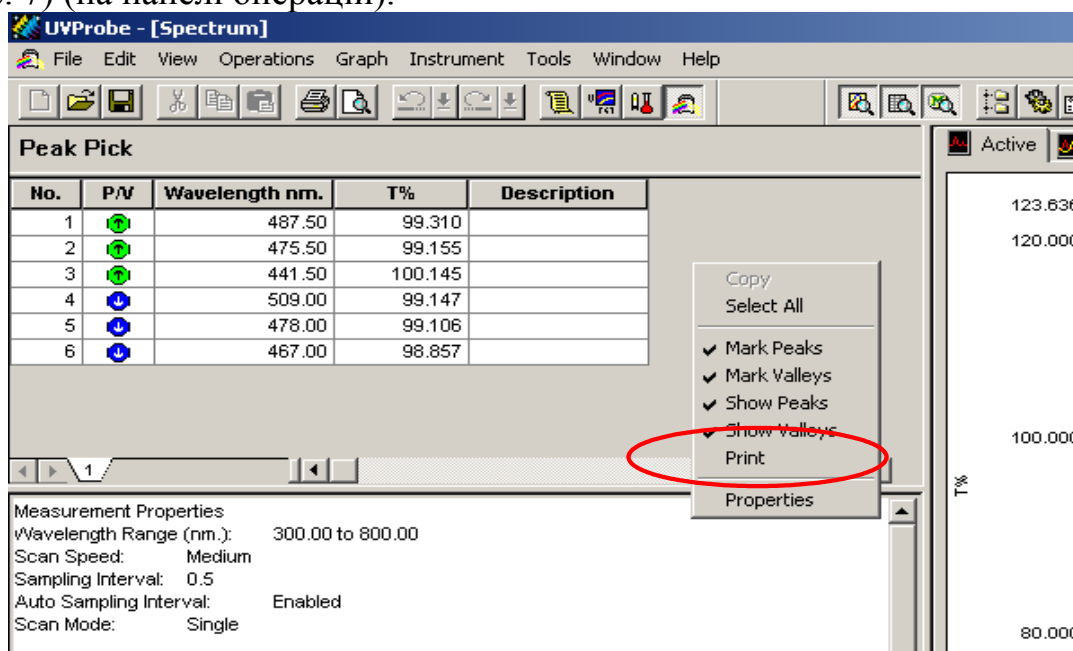 . 7) (на панелі операцій).
UVProbe - [Spectrum]
File Edit View Operations Graph Instrument Tools Window Help
Peak Pick
Active
No. P/V Wavelength nm. T% Description
1 487.50 99.310
2 475.50 99.155
3 441.50 100.145
4 509.00 99.147
5 478.00 99.106
6 467.00 98.857
1
Copy
Select All
Mark Peaks
Mark Valleys
Show Peaks
Show Valleys
Print
Properties
Measurement Properties
Wavelength Range (nm.): 300.00 to 800.00
Scan Speed: Medium
Sampling Interval: 0.5
Auto Sampling Interval: Enabled
Scan Mode: Single
123.636
120.000
100.000
T%
80.000